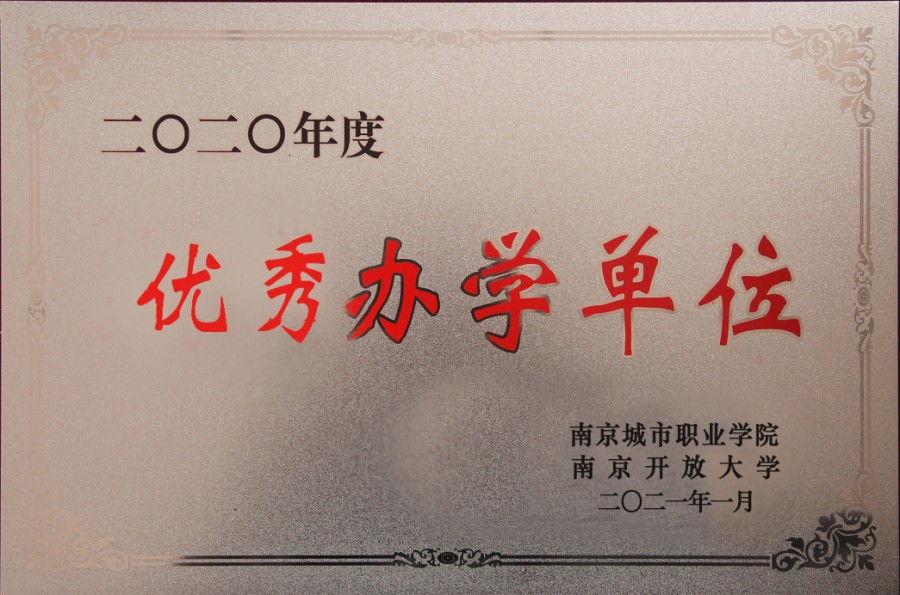 二〇二〇年度
优秀办学单位
南京城市职业学院
南京开放大学
二〇二一年一月